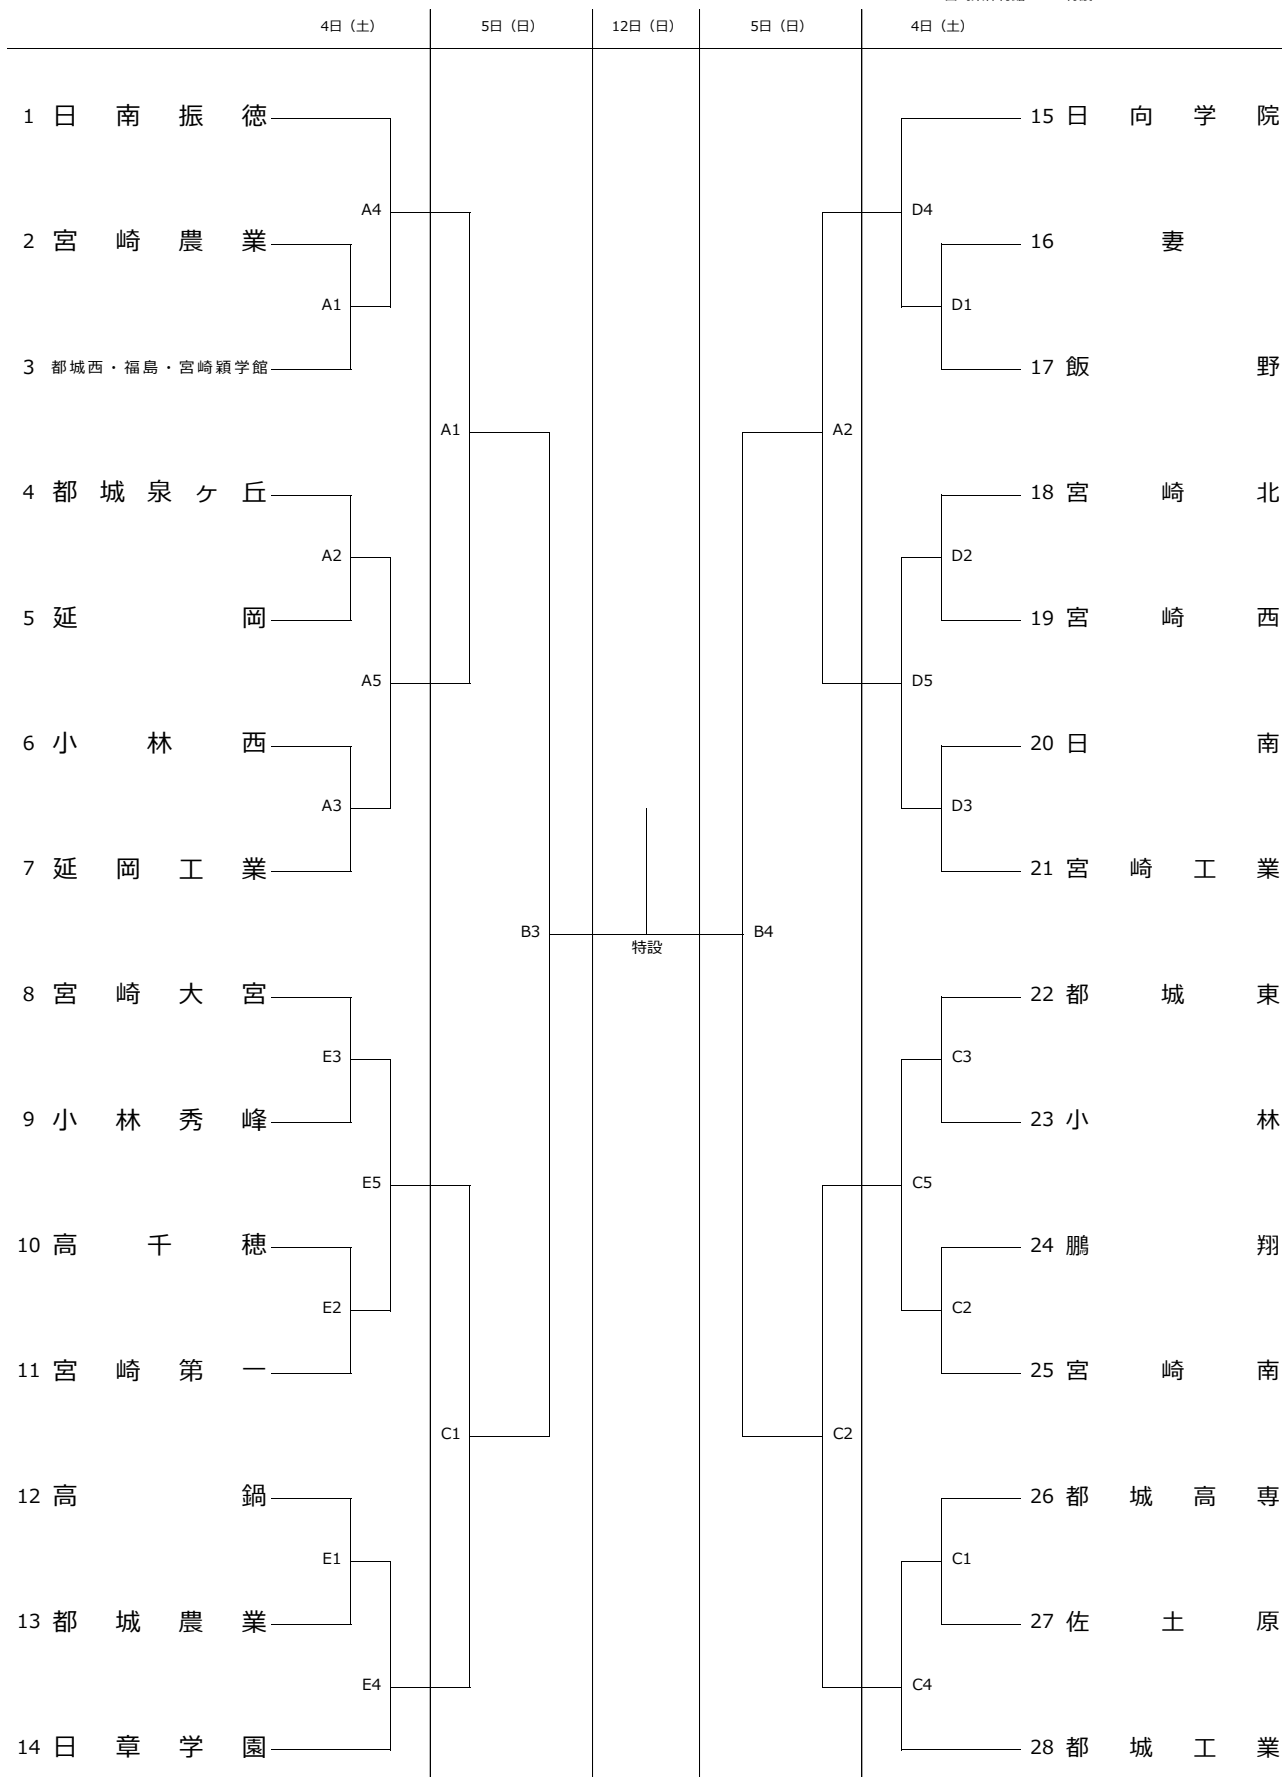 4日（土） 5日（日） 12日（日） 5日（日） 4日（土）
1 日南振徳
2 宮崎農業
3 都城西・福島・宮崎穎学館
4 都城泉ヶ丘
5 延岡
6 小林西
7 延岡工業
8 宮崎大宮
9 小林秀峰
10 高千穂
11 宮崎第一
12 高鍋
13 都城農業
14 日章学園
A4
A1
A2
A5
A3
E3
E5
E2
E1
E4
A1
C1
B3
特設
B4
A2
C2
D4
D1
D2
D5
D3
C3
C5
C2
C1
C4
15 日向学院
16 妻
17 飯野
18 宮崎北
19 宮崎西
20 日南
21 宮崎工業
22 都城東
23 小林
24 鵬翔
25 宮崎南
26 都城高専
27 佐土原
28 都城工業